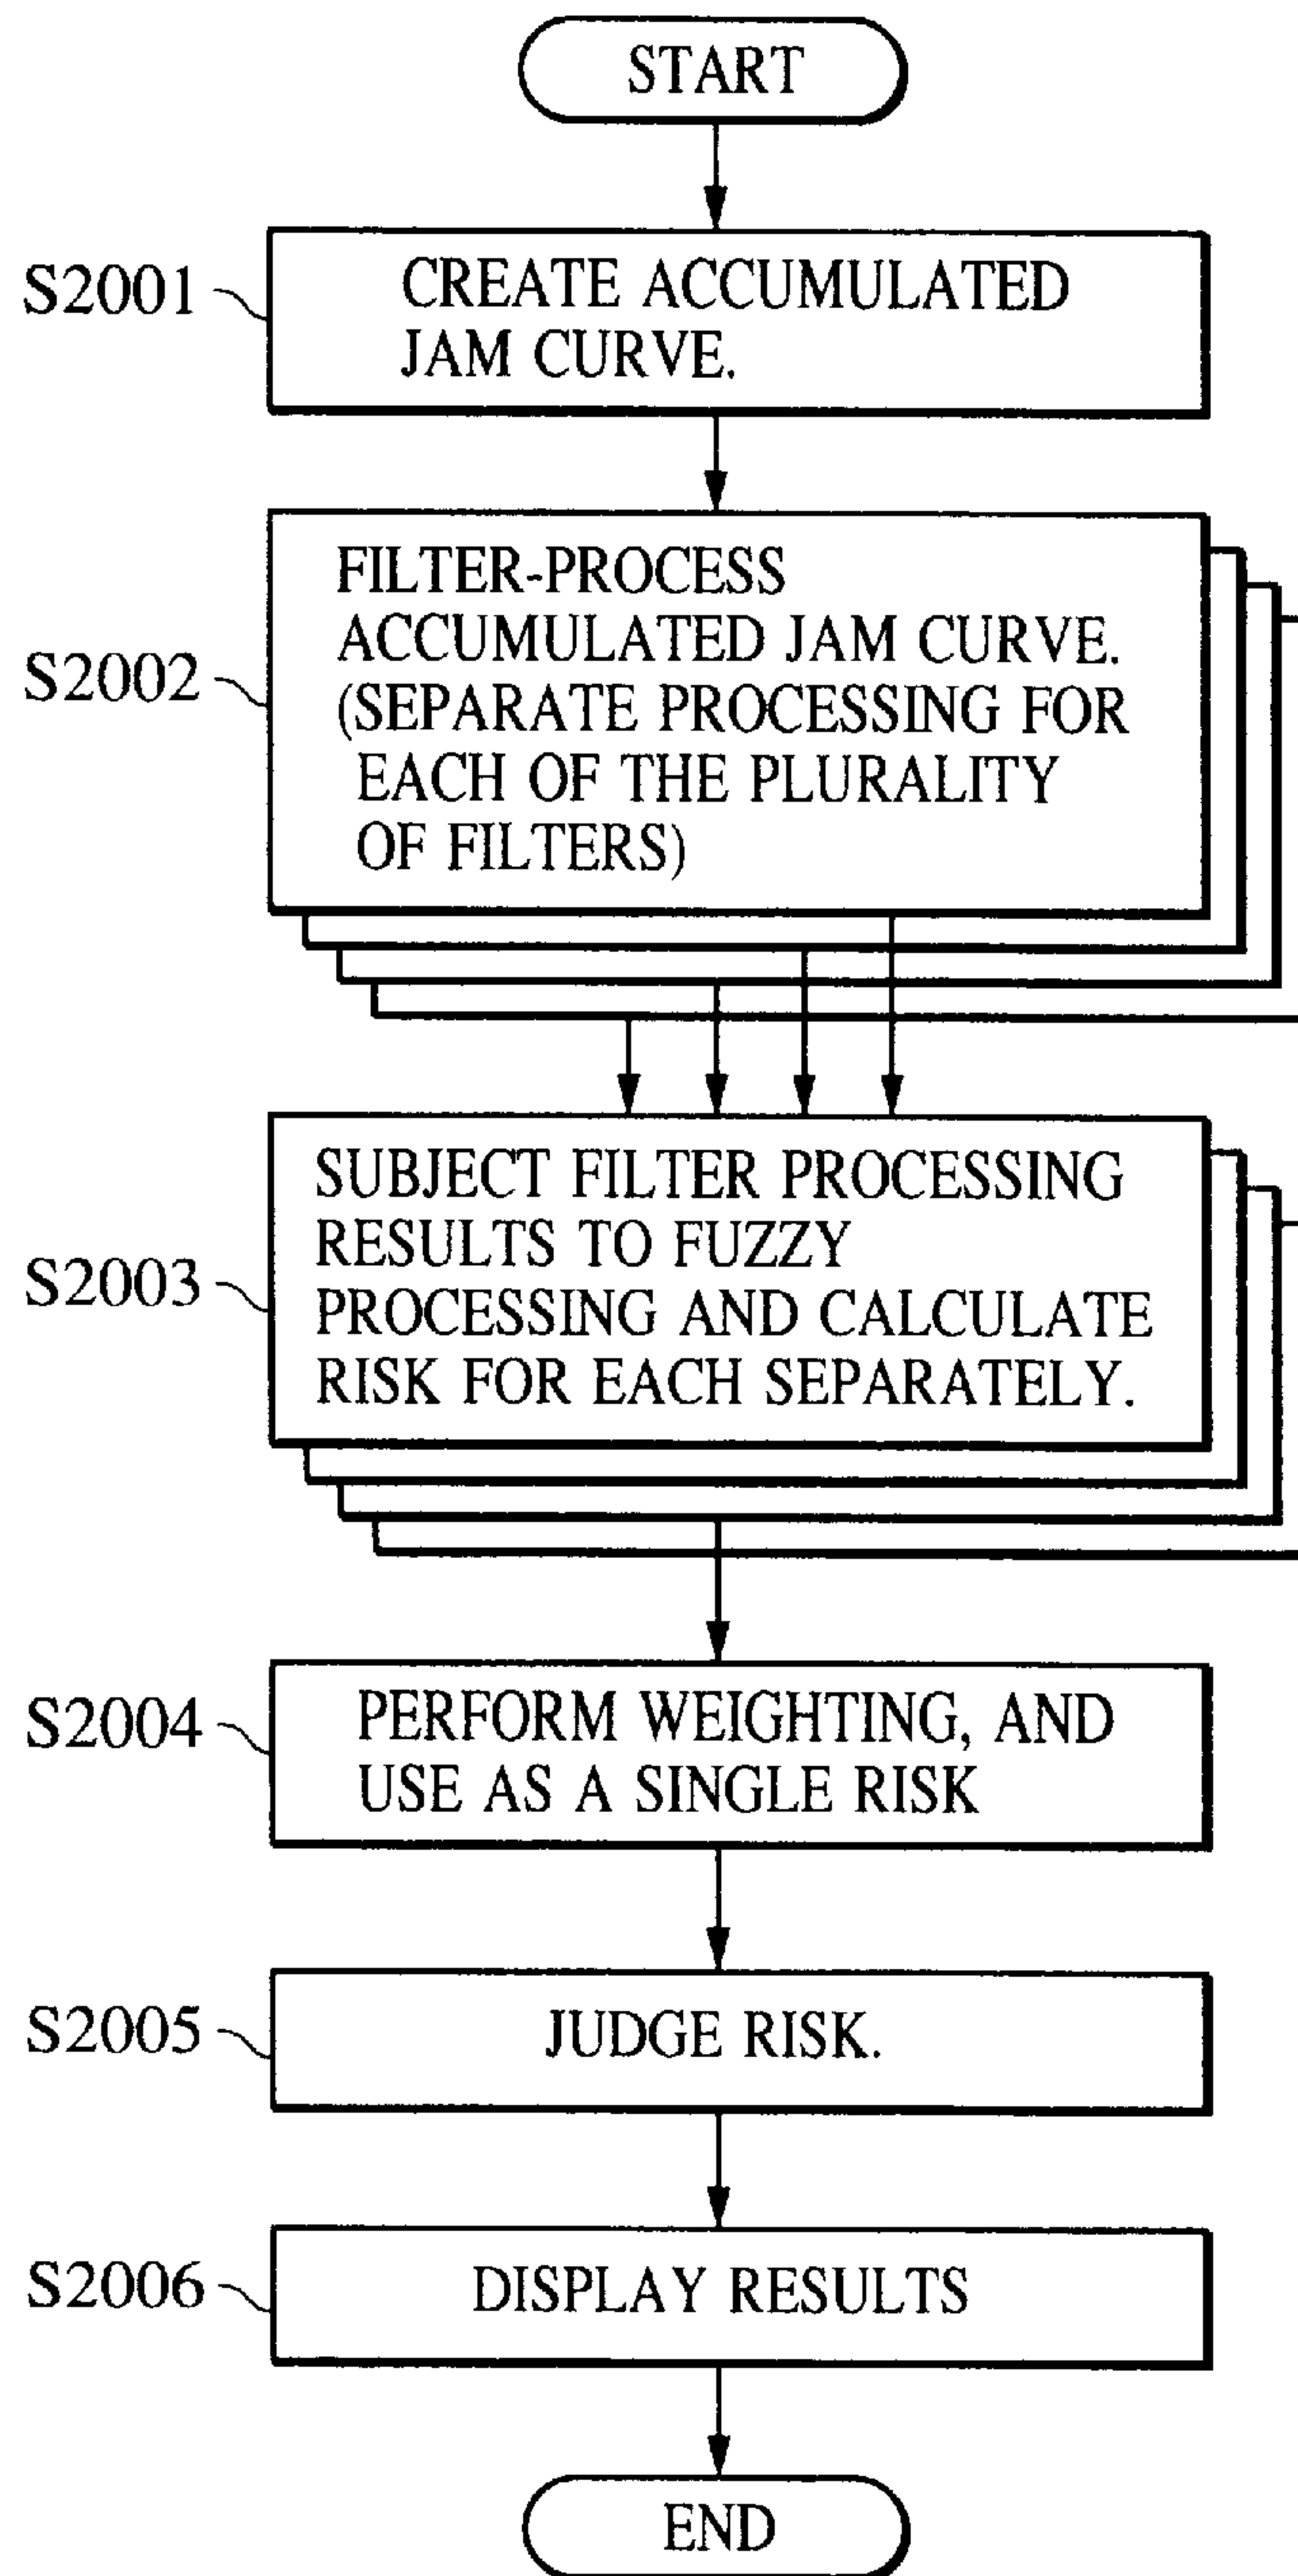 START
S2001
CREATE ACCUMULATED
JAM CURVE.
S2002
FILTER-PROCESS
ACCUMULATED JAM CURVE.
(SEPARATE PROCESSING FOR
EACH OF THE PLURALITY
OF FILTERS)
S2003
SUBJECT FILTER PROCESSING
RESULTS TO FUZZY
PROCESSING AND CALCULATE
RISK FOR EACH SEPARATELY.
S2004
PERFORM WEIGHTING, AND
USE AS A SINGLE RISK
S2005
JUDGE RISK.
S2006
DISPLAY RESULTS
END